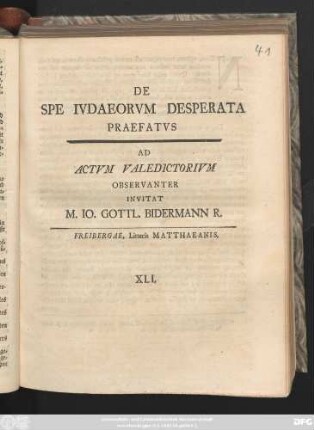 41
DE
SPE IVDAEORVM DESPERATA
PRAEFATVS
AD
ACTVM VALEDICTORIVM
OBSERVANTER
INVITAT
M. IO. GOTTL. BIDERMANN R.
FREIBERGAE, Literis MATTHAEANIS.
XLI.